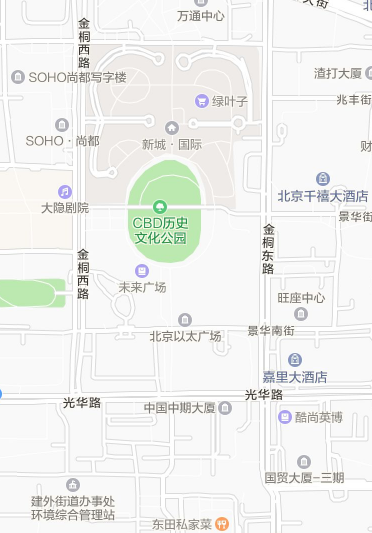 万通中心
金桐西路
SOHO尚都写字楼
渣打大厦
绿叶子
兆丰街
SOHO·尚都
新城·国际
北京千禧大酒店
大隐剧院
景华街
CBD历史
文化公园
金桐东路
金桐西路
未来广场
旺座中心
北京以太广场
景华南街
嘉里大酒店
光华路
光华路
中国中期大厦
酷尚英博
国贸大厦-三期
建外街道办事处
环境综合管理站
东田私家菜